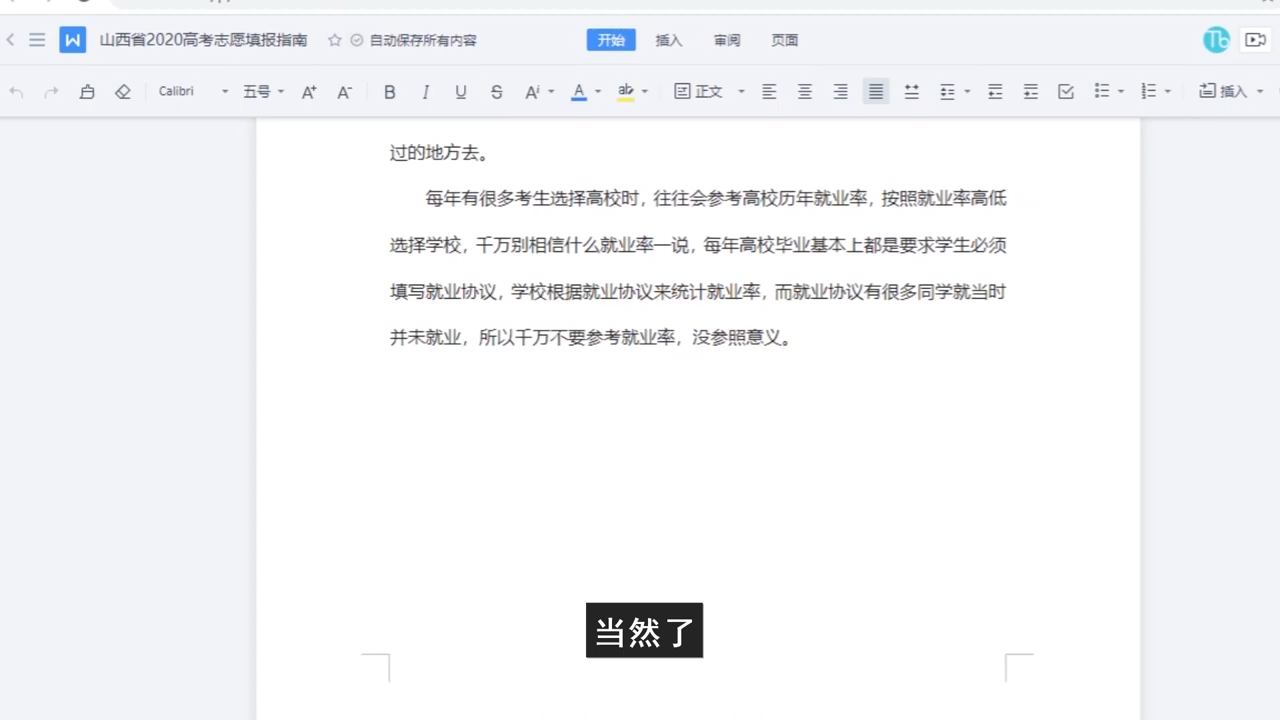 山西省2020高考志愿填报指南
自动保存所有内容
开始
插入
审阅
页面
Tb
Calibri
五号
正文
插入
过的地方去。
每年有很多考生选择高校时，往往会参考高校历年就业率，按照就业率高低
选择学校，千万别相信什么就业率一说，每年高校毕业基本上都是要求学生必须
填写就业协议，学校根据就业协议来统计就业率，而就业协议有很多同学就当时
并未就业，所以千万不要参考就业率，没参照意义。
当然了